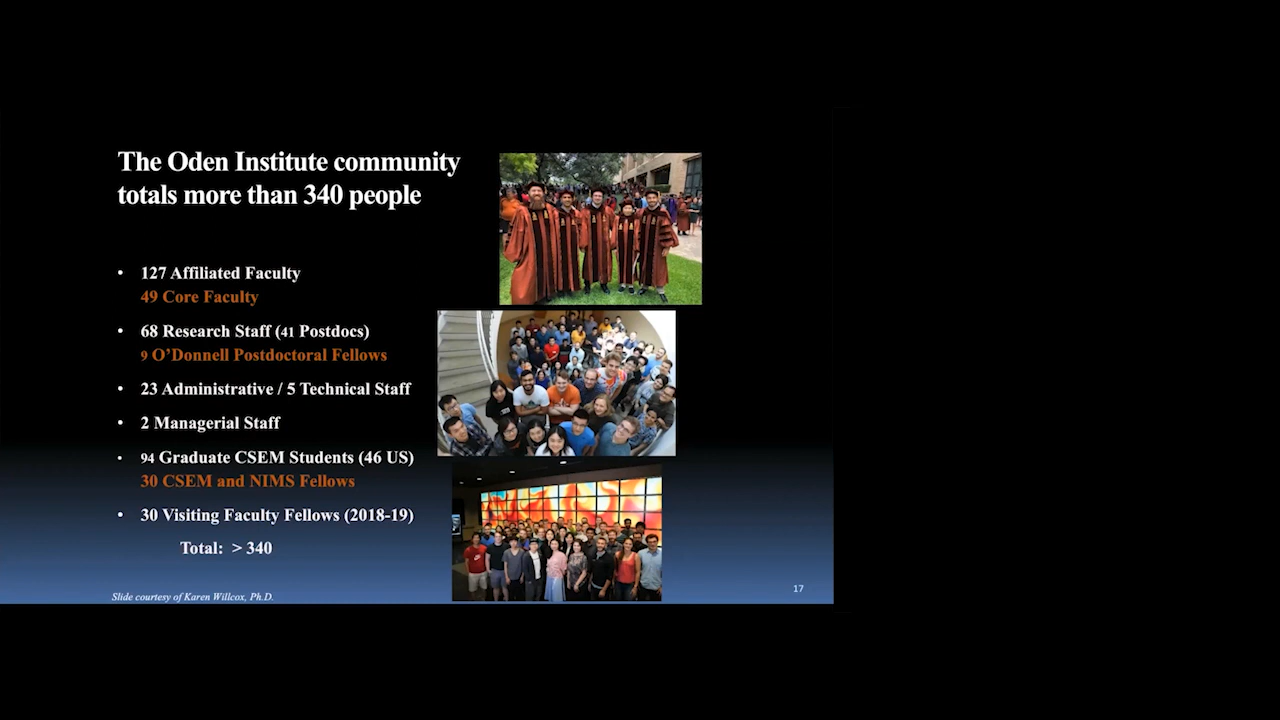 The Oden Institute community
totals more than 340 people
• 127 Affiliated Faculty
49 Core Faculty
• 68 Research Staff (41 Postdocs)
9 O’Donnell Postdoctoral Fellows
• 23 Administrative / 5 Technical Staff
• 2 Managerial Staff
• 94 Graduate CSEM Students (46 US)
30 CSEM and NIMS Fellows
• 30 Visiting Faculty Fellows (2018-19)
Total: > 340
Slide courtesy of Karen Willcox, Ph.D.
17